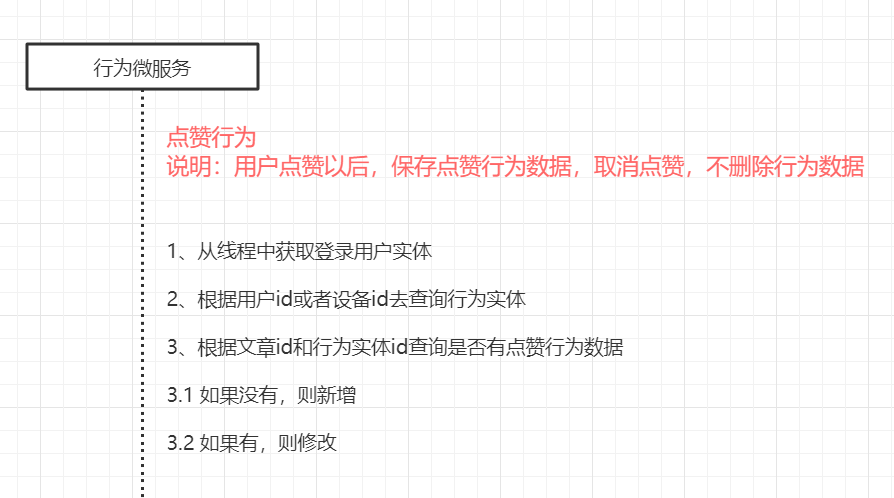 行为微服务
点赞行为
说明：用户点赞以后，保存点赞行为数据，取消点赞，不删除行为数据
1、从线程中获取登录用户实体
2、根据用户id或者设备id去查询行为实体
3、根据文章id和行为实体id查询是否有点赞行为数据
3.1 如果没有，则新增
3.2 如果有，则修改